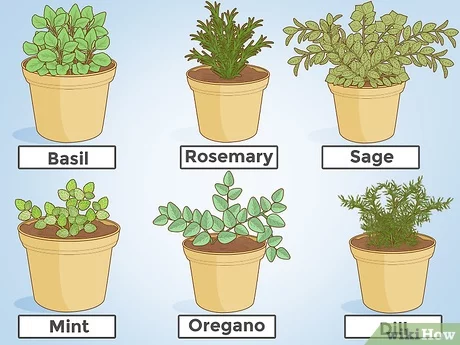 Basil
Rosemary
Sage
Mint
Oregano
Dill
wikiHow